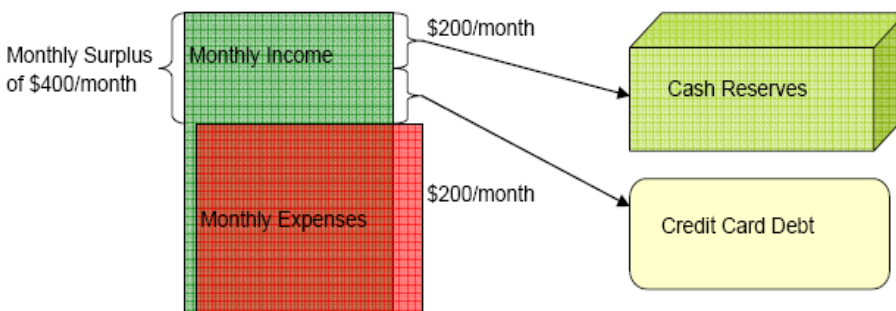 Monthly Surplus
of $400/month
Monthly Income
$200/month
Cash Reserves
Monthly Expenses
$200/month
Credit Card Debt